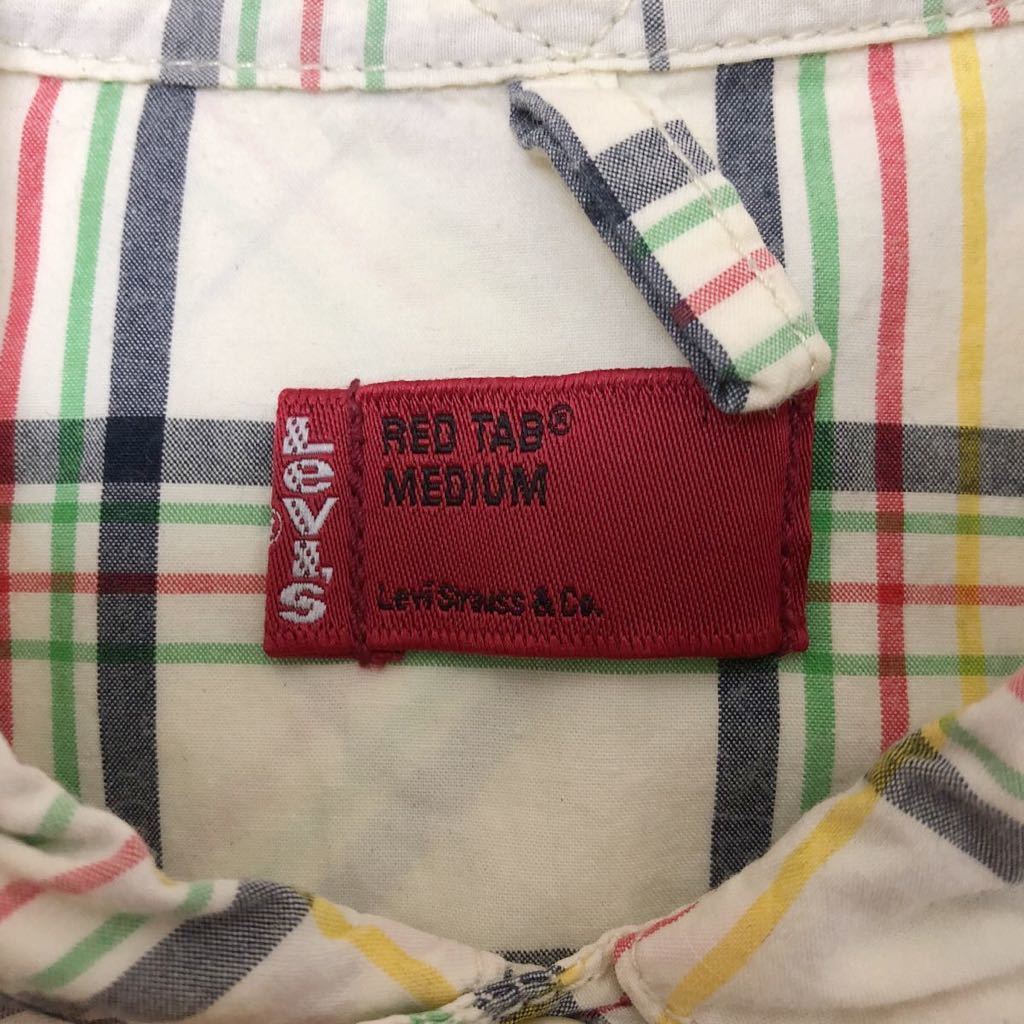 LeVI'S
®
RED TAB®
MEDIUM
Levi Strauss & Co.